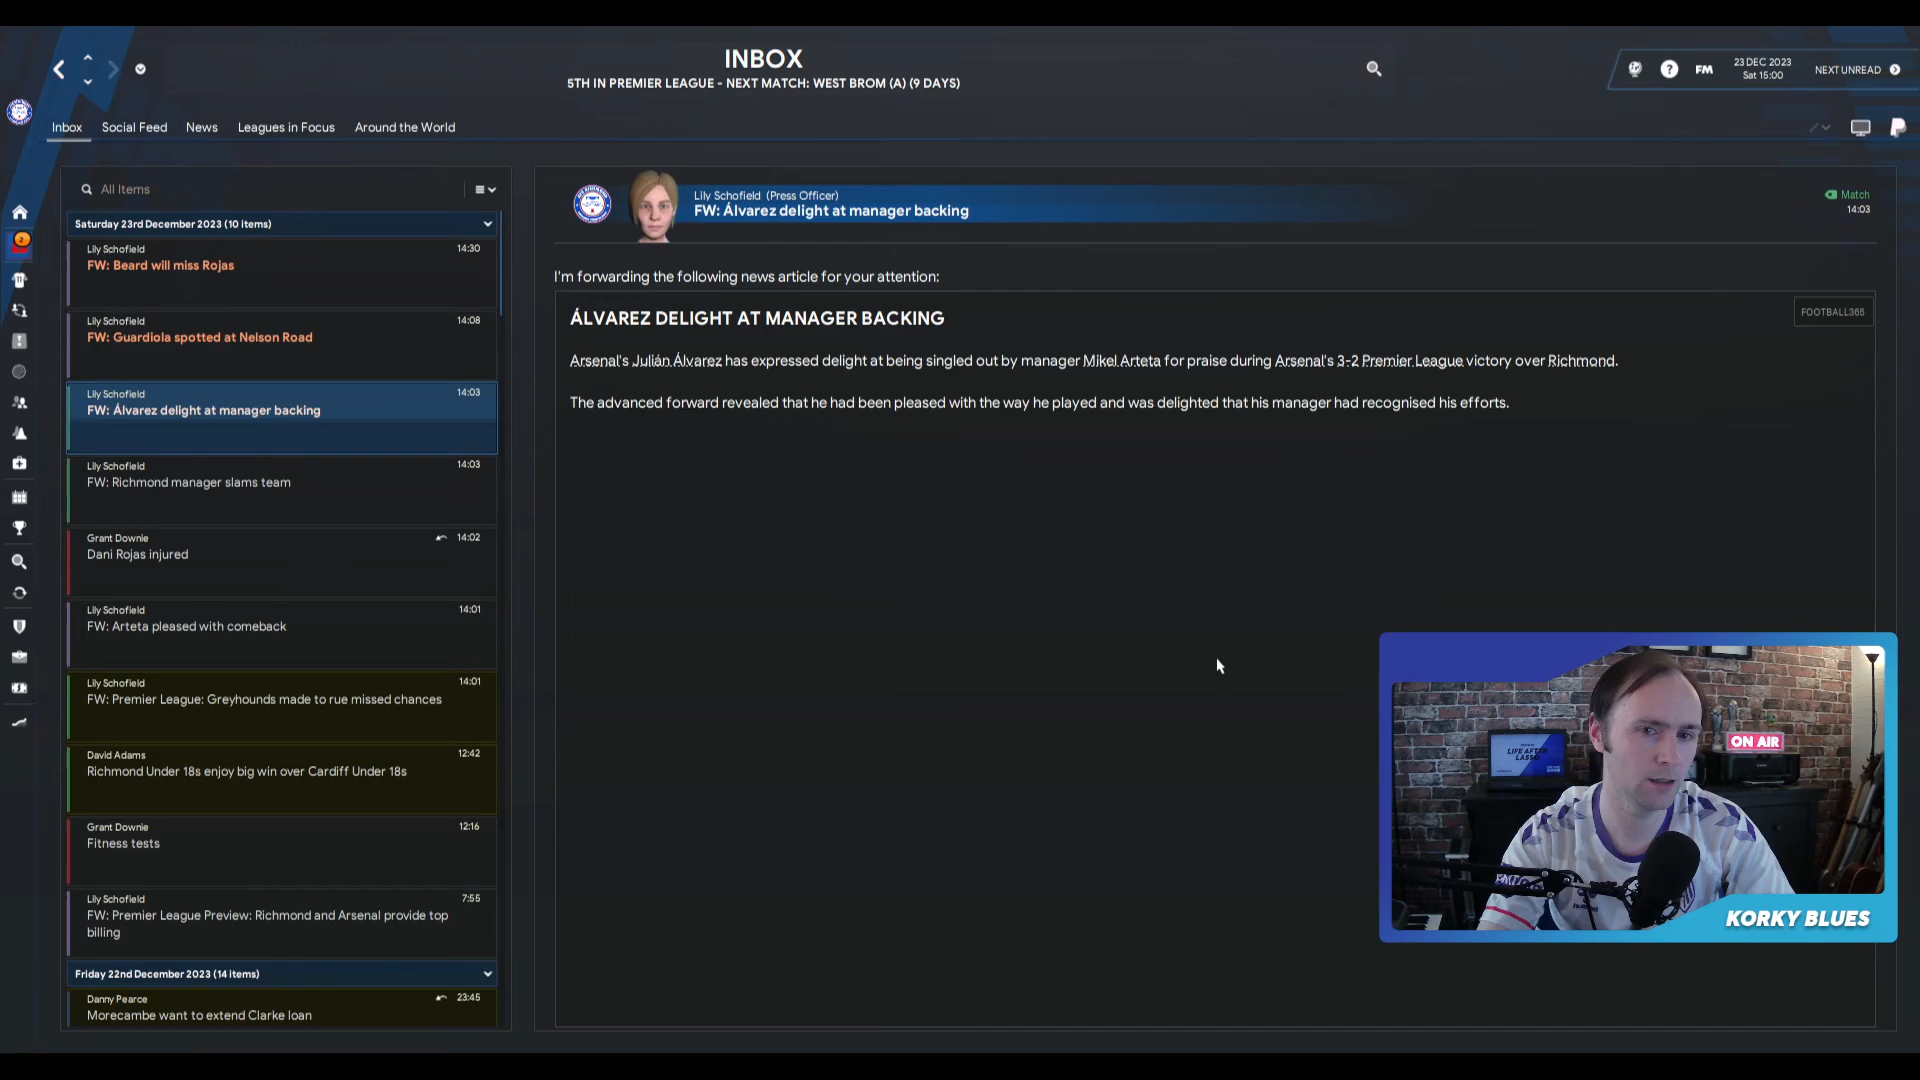 INBOX
5TH IN PREMIER LEAGUE - NEXT MATCH: WEST BROM (A) (9 DAYS)
FM
23 DEC 2023
Sat 15:00
NEXT UNREAD
Inbox
Social Feed
News
Leagues in Focus
Around the World
All Items
Saturday 23rd December 2023 (10 items)
2
Lily Schofield
14:30
FW: Beard will miss Rojas
Lily Schofield
14:08
FW: Guardiola spotted at Nelson Road
Lily Schofield
14:03
FW: Álvarez delight at manager backing
Lily Schofield
14:03
FW: Richmond manager slams team
Grant Downie
14:02
Dani Rojas injured
Lily Schofield
14:01
FW: Arteta pleased with comeback
Lily Schofield
14:01
FW: Premier League: Greyhounds made to rue missed chances
David Adams
12:42
Richmond Under 18s enjoy big win over Cardiff Under 18s
Grant Downie
12:16
Fitness tests
Lily Schofield
7:55
FW: Premier League Preview: Richmond and Arsenal provide top
billing
Friday 22nd December 2023 (14 items)
Danny Pearce
23:45
Morecambe want to extend Clarke loan
Lily Schofield (Press Officer)
FW: Álvarez delight at manager backing
Match
14:03
I'm forwarding the following news article for your attention:
ÁLVAREZ DELIGHT AT MANAGER BACKING
FOOTBALL365
Arsenal's Julián Álvarez has expressed delight at being singled out by manager Mikel Arteta for praise during Arsenal's 3-2 Premier League victory over Richmond.
The advanced forward revealed that he had been pleased with the way he played and was delighted that his manager had recognised his efforts.
LIFE AFTER
LASSO
ON AIR
hummel
KORKY BLUES